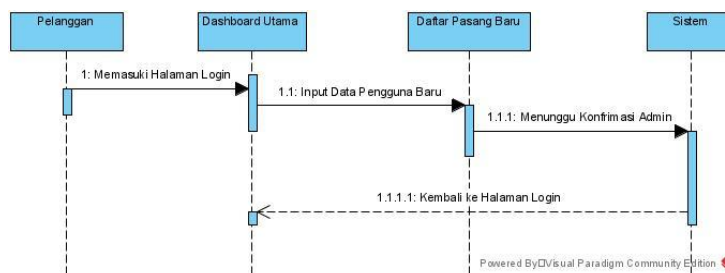 Pelanggan
Dashboard Utama
Daftar Pasang Baru
Sistem
1: Memasuki Halaman Login
1.1: Input Data Pengguna Baru
1.1.1: Menunggu Konfrimasi Admin
1.1.1.1: Kembali ke Halaman Login
Powered By□Visual Paradigm Community Edition